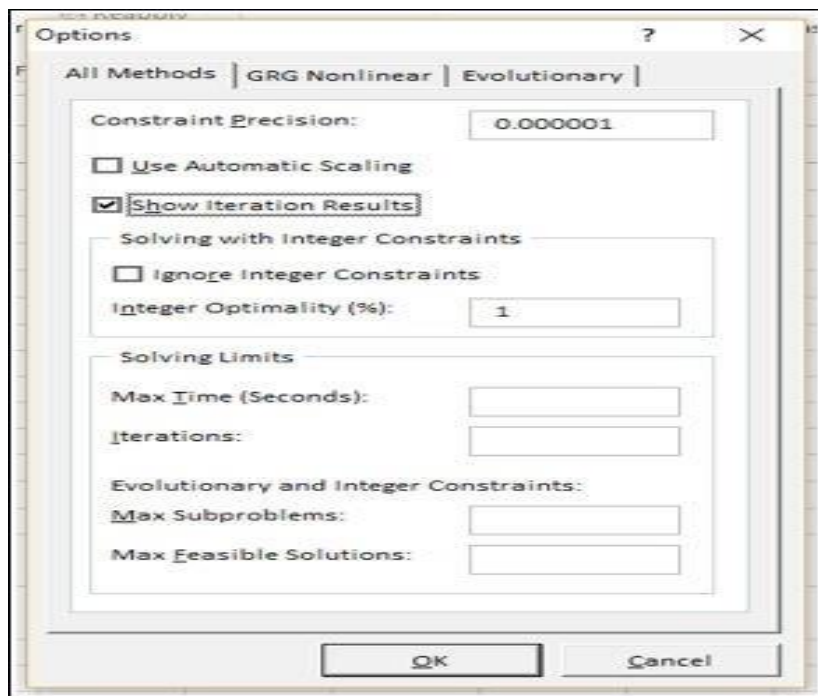 Reapply
Options ? ×
All Methods GRG Nonlinear Evolutionary
Constraint Precision: 0.000001
Use Automatic Scaling
Show Iteration Results
Solving with Integer Constraints
Ignore Integer Constraints
Integer Optimality (%): 1
Solving Limits
Max Time (Seconds):
Iterations:
Evolutionary and Integer Constraints:
Max Subproblems:
Max Feasible Solutions:
OK Cancel